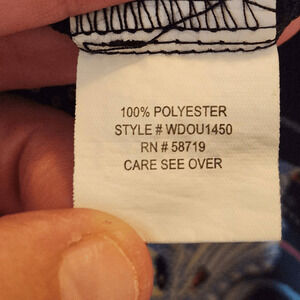 100% POLYESTER
STYLE # WDOU1450
RN # 58719
CARE SEE OVER